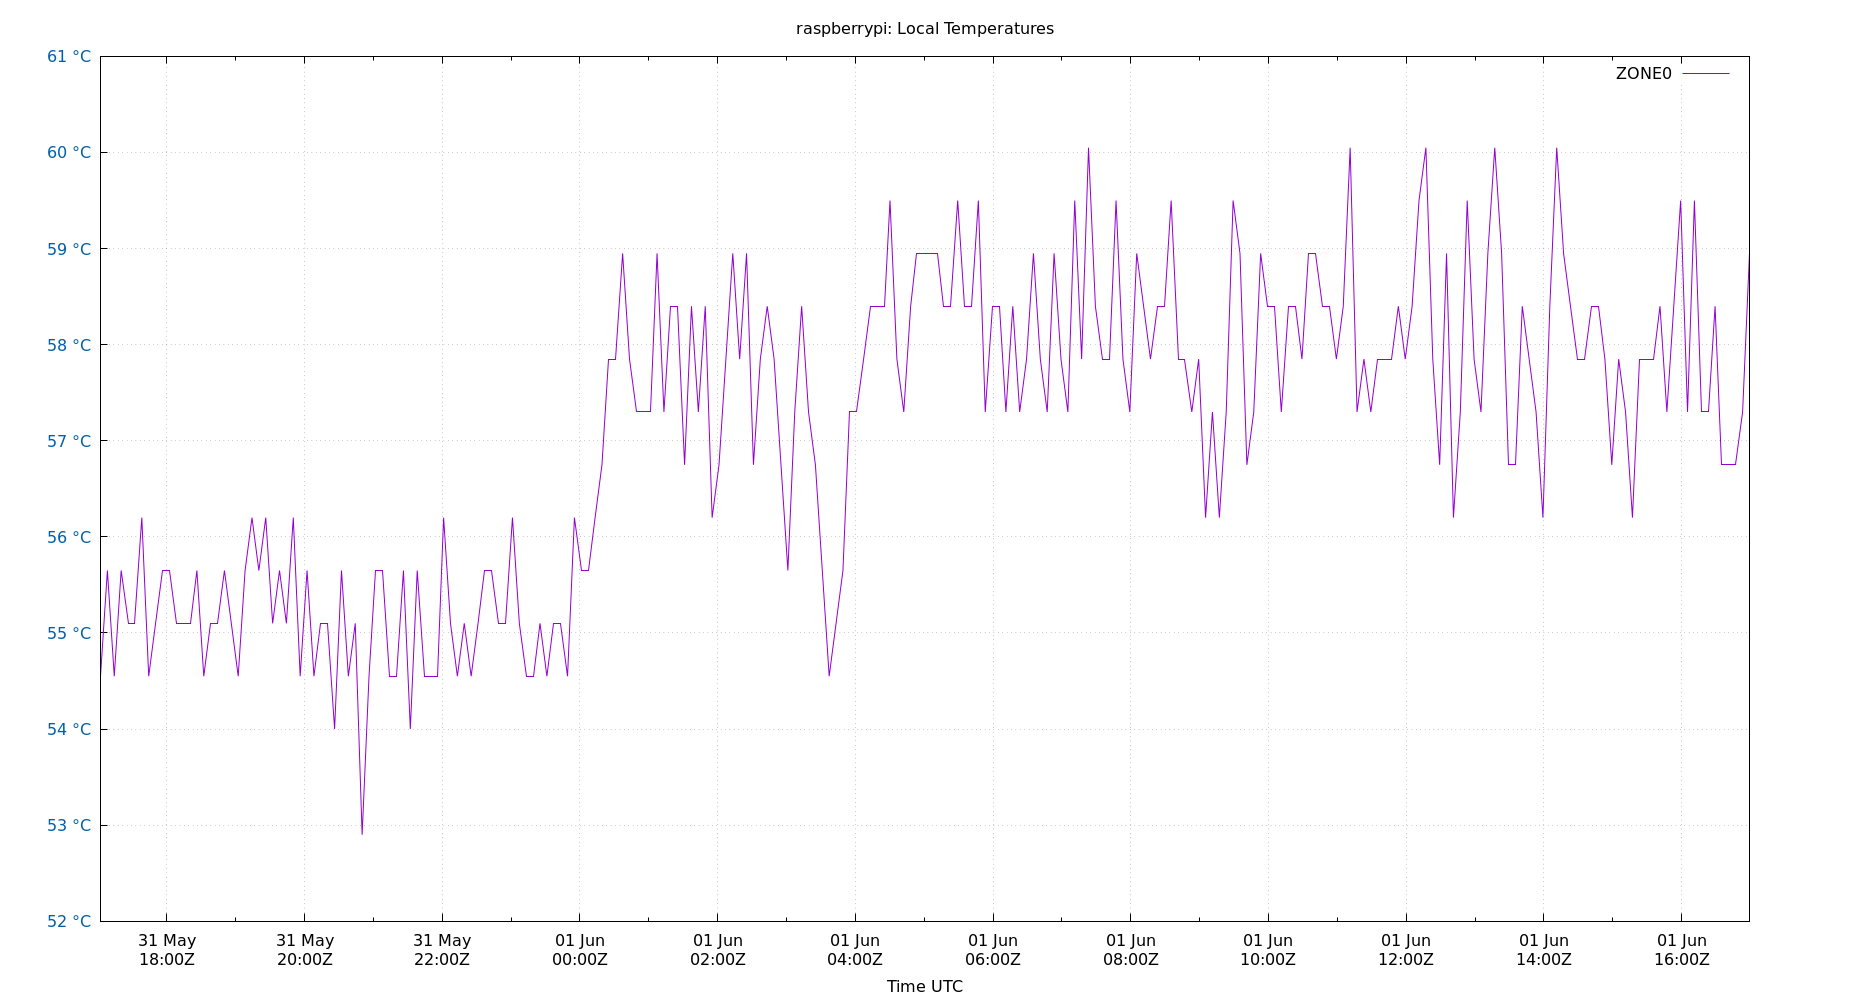 raspberrypi: Local Temperatures
61 °C
ZONE0
60 °C
59 °C
58 °C
57 °C
56 °C
55 °C
54 °C
53 °C
52 °C
31 May 31 May 31 May 01 Jun 01 Jun 01 Jun 01 Jun 01 Jun 01 Jun 01 Jun 01 Jun 01 Jun
18:00Z 20:00Z 22:00Z 00:00Z 02:00Z 04:00Z 06:00Z 08:00Z 10:00Z 12:00Z 14:00Z 16:00Z
Time UTC